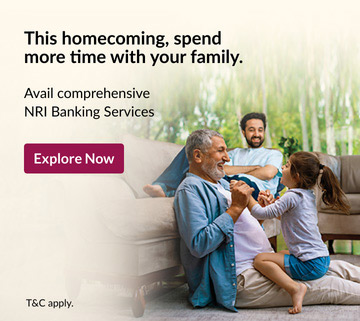 This homecoming, spend
more time with your family.
Avail comprehensive
NRI Banking Services
Explore Now
T&C apply.